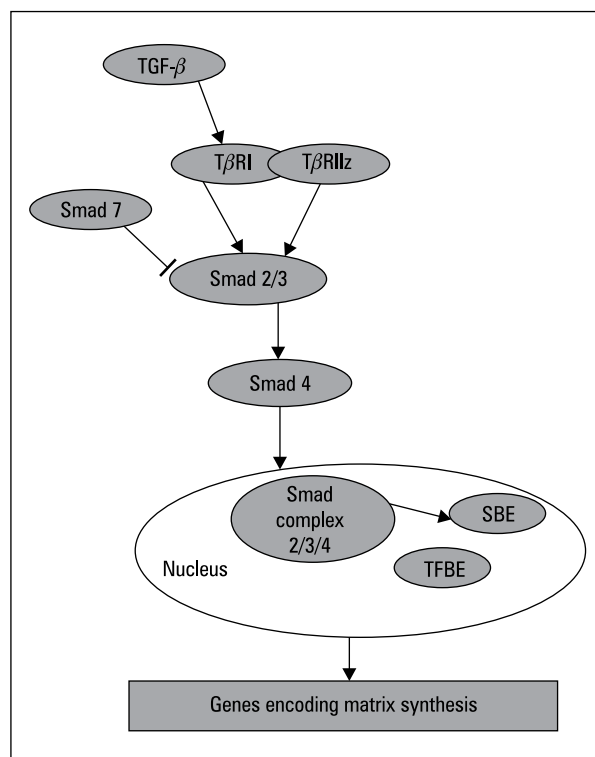 TGF-β
TβRI
TβRIIz
Smad 7
Smad 2/3
Smad 4
Smad
complex
2/3/4
SBE
TFBE
Nucleus
Genes encoding matrix synthesis